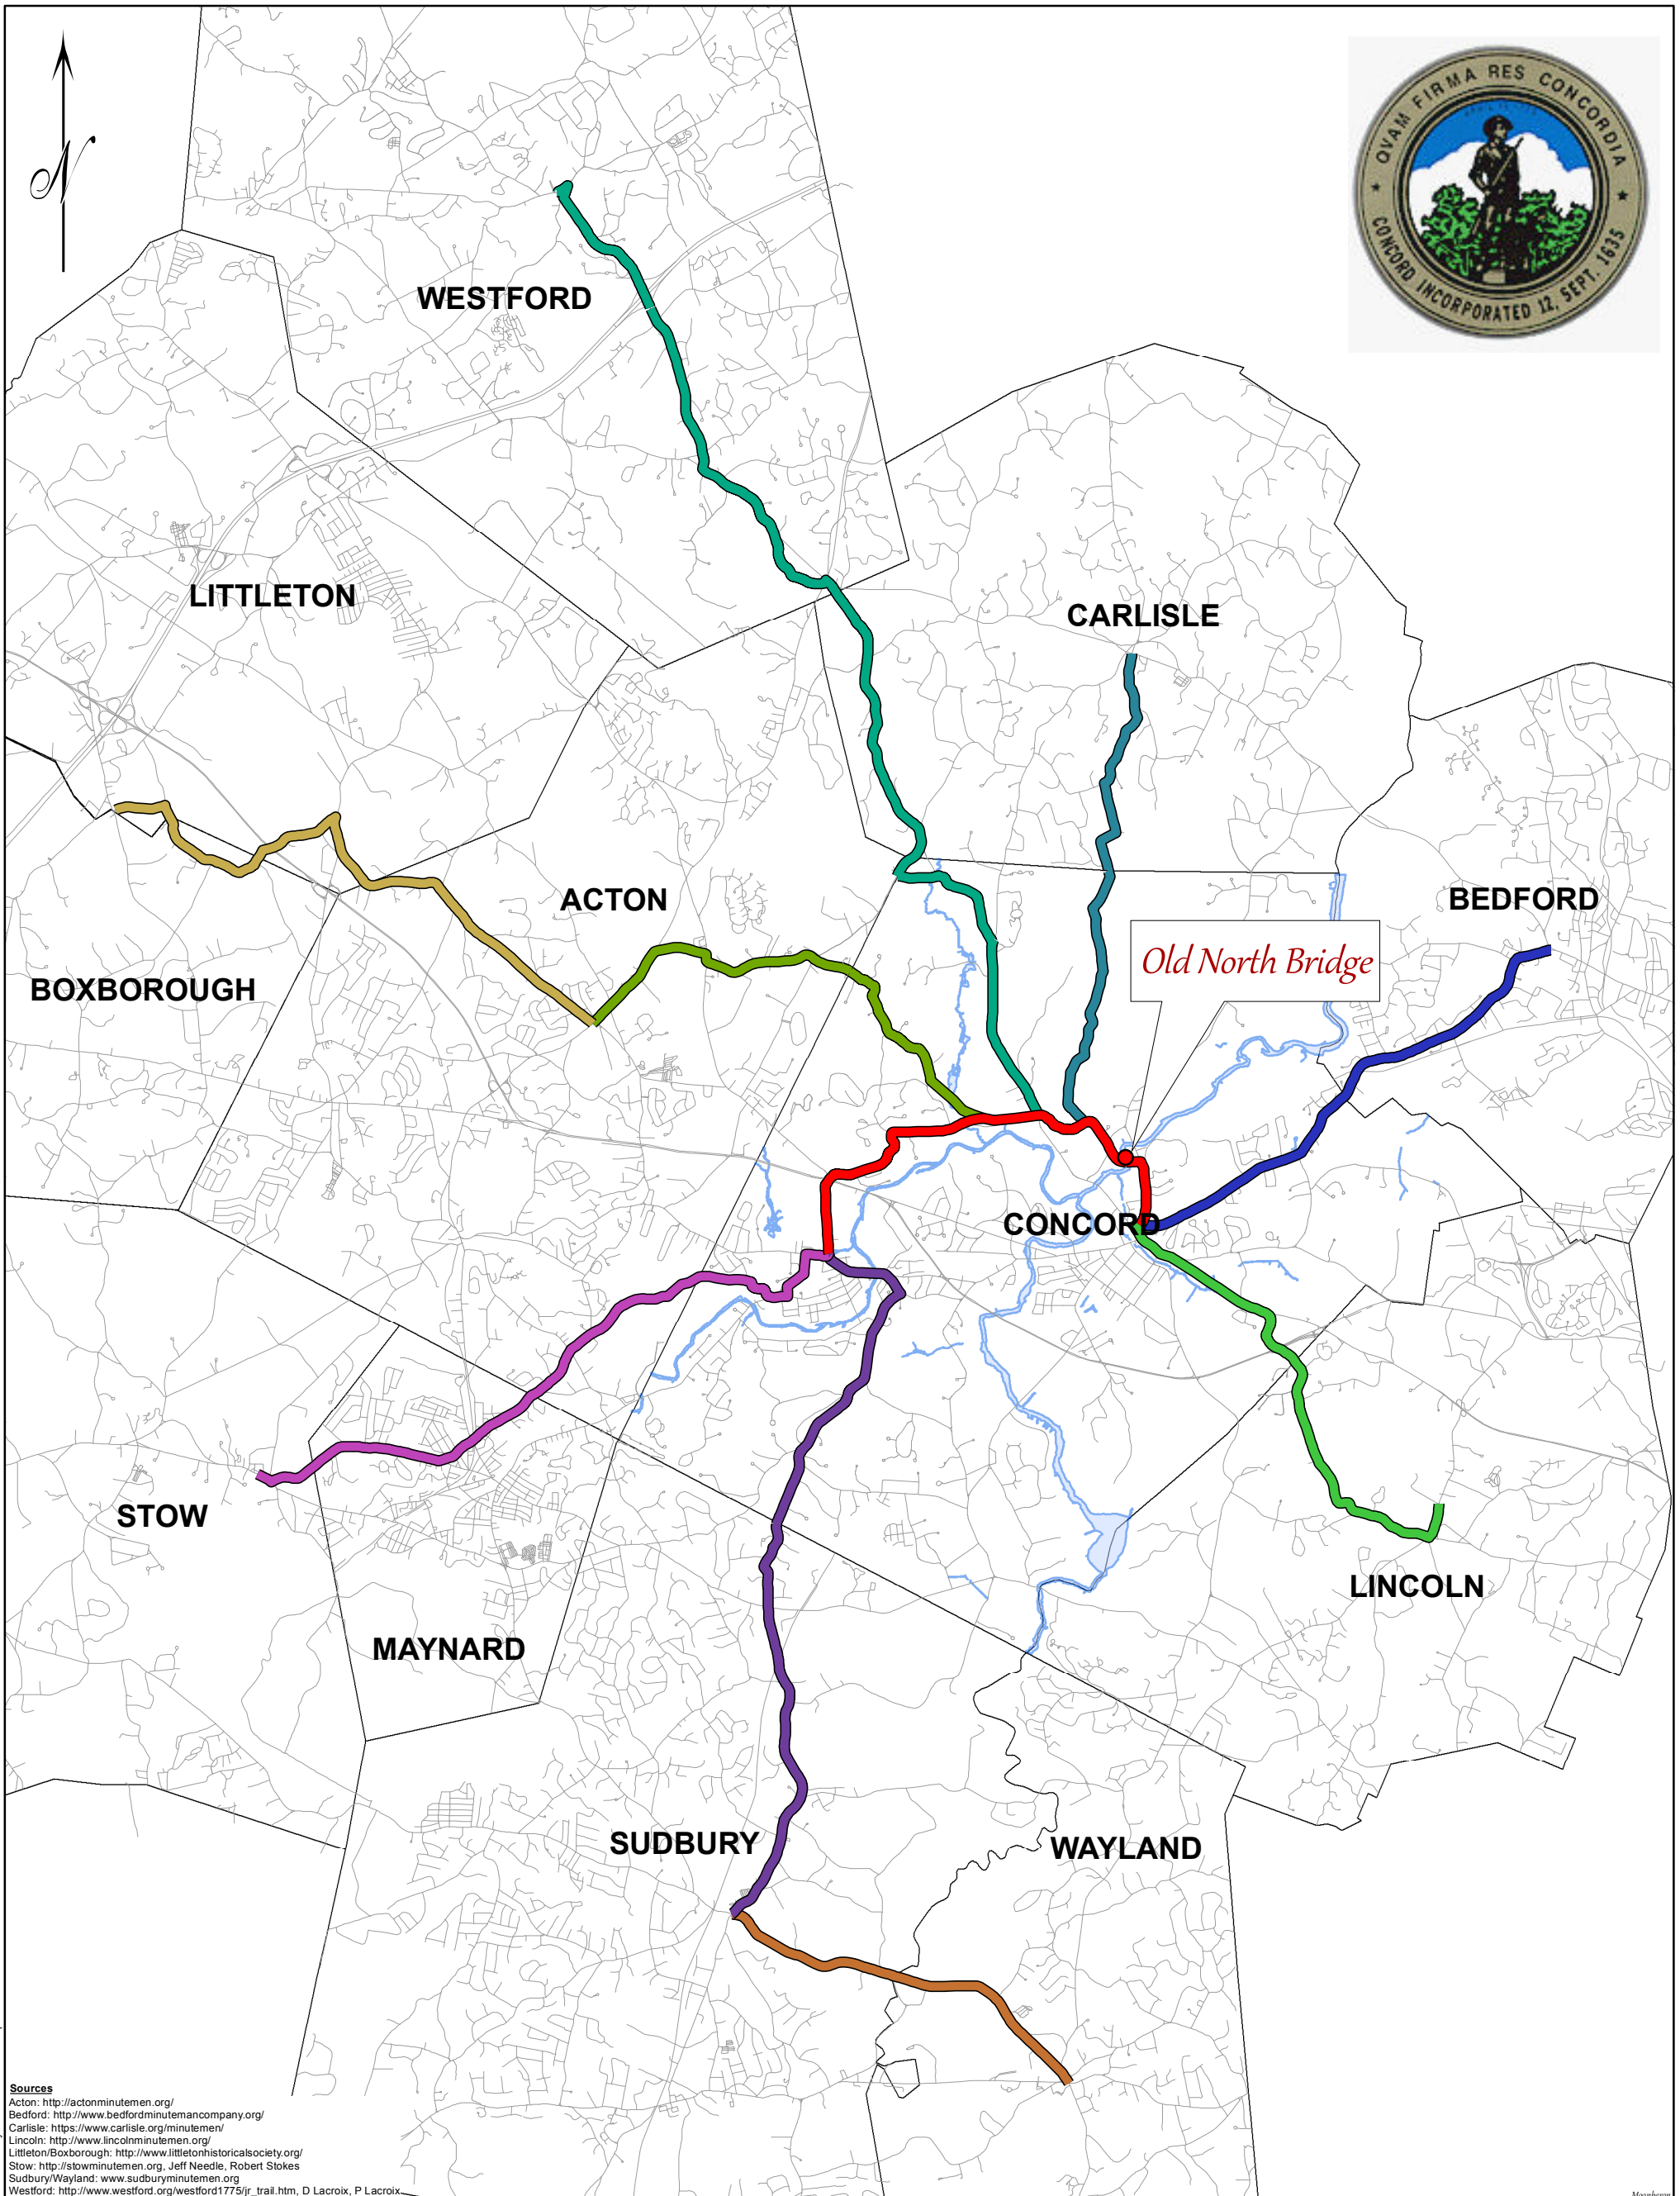 N
QVAM FIRMA RES CONCORDIA
CONCORD INCORPORATED 12, SEPT. 1635
WESTFORD
LITTLETON
CARLISLE
ACTON
BEDFORD
Old North Bridge
BOXBOROUGH
CONCORD
STOW
LINCOLN
MAYNARD
SUDBURY
WAYLAND
Sources
Acton: http://actonminutemen.org/
Bedford: http://www.bedfordminutemancompany.org/
Carlisle: https://www.carlisle.org/minutemen/
Lincoln: http://www.lincolnminutemen.org/
Littleton/Boxborough: http://www.littletonhistoricalsociety.org/
Stow: http://stowminutemen.org, Jeff Needle, Robert Stokes
Sudbury/Wayland: www.sudburyminutemen.org
Westford: http://www.westford.org/westford1775/jr_trail.htm, D Lacroix, P Lacroix